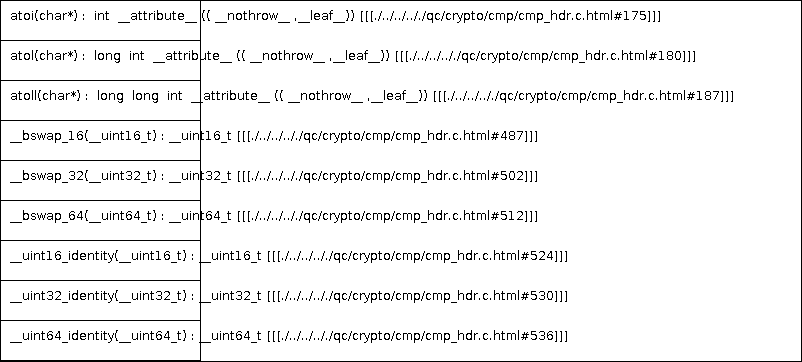 atoi(char*) : int __attribute__ (( __nothrow__ ,__leaf__)) [[[./../../../qc/crypto/cmp/cmp_hdr.c.html#175]]]
atol(char*) : long int __attribute__ (( __nothrow__ ,__leaf__)) [[[./../../../qc/crypto/cmp/cmp_hdr.c.html#180]]]
atoll(char*) : long long int __attribute__ (( __nothrow__ ,__leaf__)) [[[./../../../qc/crypto/cmp/cmp_hdr.c.html#187]]]
__bswap_16(__uint16_t) : __uint16_t [[[./../../../qc/crypto/cmp/cmp_hdr.c.html#487]]]
__bswap_32(__uint32_t) : __uint32_t [[[./../../../qc/crypto/cmp/cmp_hdr.c.html#502]]]
__bswap_64(__uint64_t) : __uint64_t [[[./../../../qc/crypto/cmp/cmp_hdr.c.html#512]]]
__uint16_identity(__uint16_t) : __uint16_t [[[./../../../qc/crypto/cmp/cmp_hdr.c.html#524]]]
__uint32_identity(__uint32_t) : __uint32_t [[[./../../../qc/crypto/cmp/cmp_hdr.c.html#530]]]
__uint64_identity(__uint64_t) : __uint64_t [[[./../../../qc/crypto/cmp/cmp_hdr.c.html#536]]]